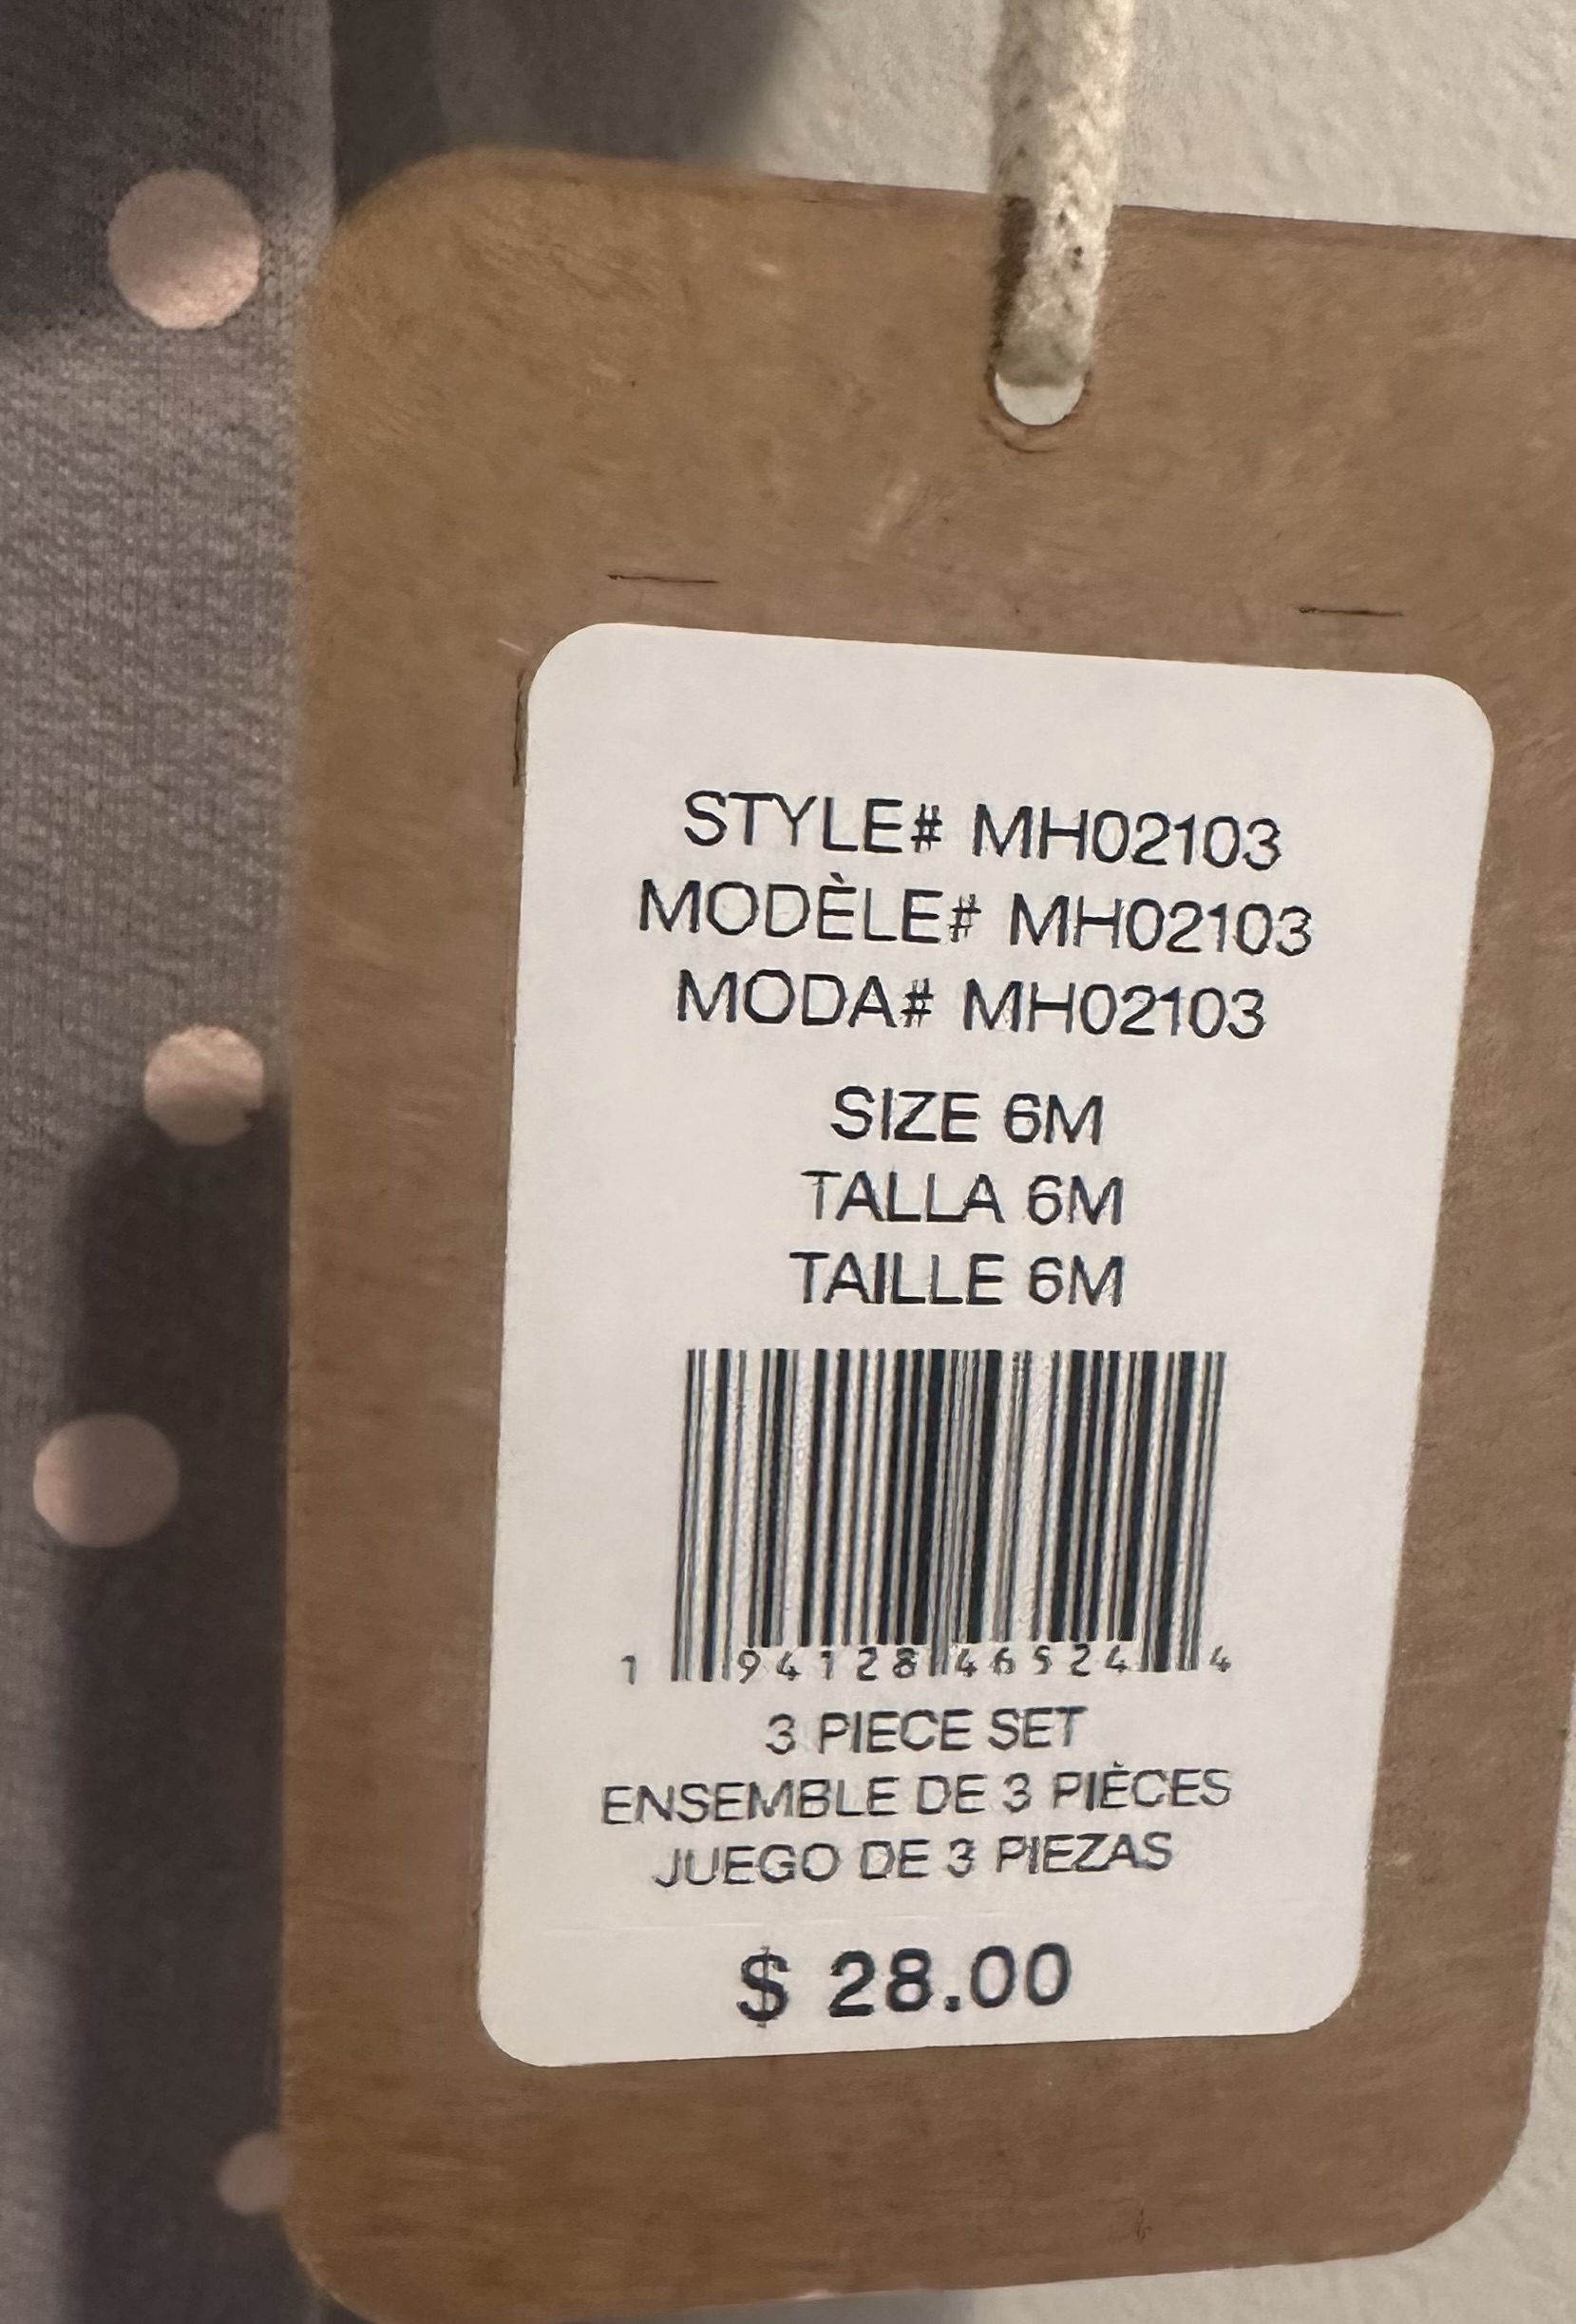 STYLE# MH02103
MODÈLE# MH02103
MODA# MH02103
SIZE 6M
TALLA 6M
TAILLE 6M
1 94128 46524 4
3 PIECE SET
ENSEMBLE DE 3 PIÈCES
JUEGO DE 3 PIEZAS
$ 28.00